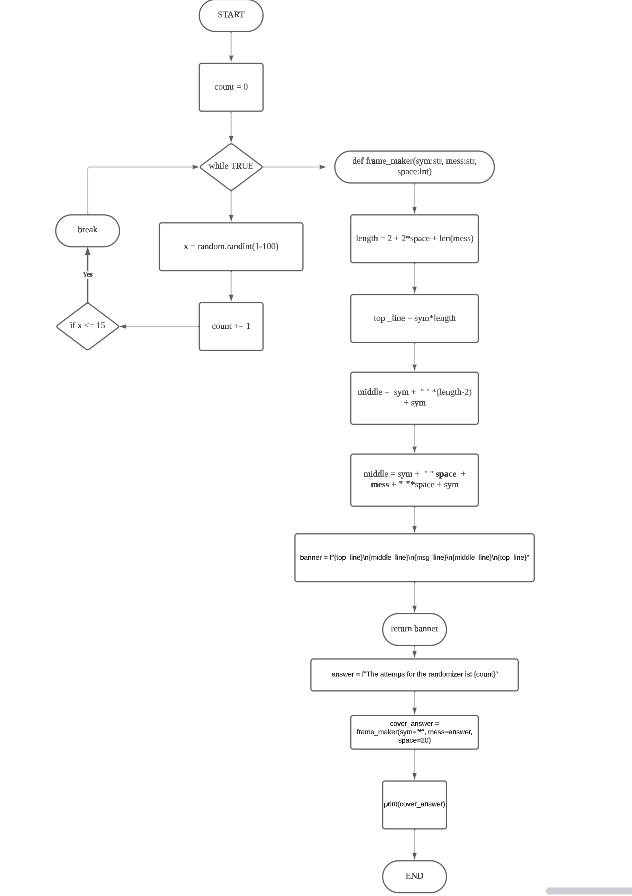 START
count = 0
while TRUE
def frame_maker(sym:str, mess:str,
space:int)
break
x = random.randint(1-100)
length = 2 + 2*space + len(mess)
Yes
if x <= 15
count += 1
top_line = sym*length
middle = sym + " " *(length-2)
+ sym
middle = sym + " " space +
mess + " "*space + sym
banner = f"{top_line}\n{middle_line}\n{msg_line}\n{middle_line}\n{top_line}"
return banner
answer = f"The attemps for the randomizer is: {count}"
cover_answer =
frame_maker(sym="*", mess=answer,
space=20)
print(cover_answer)
END